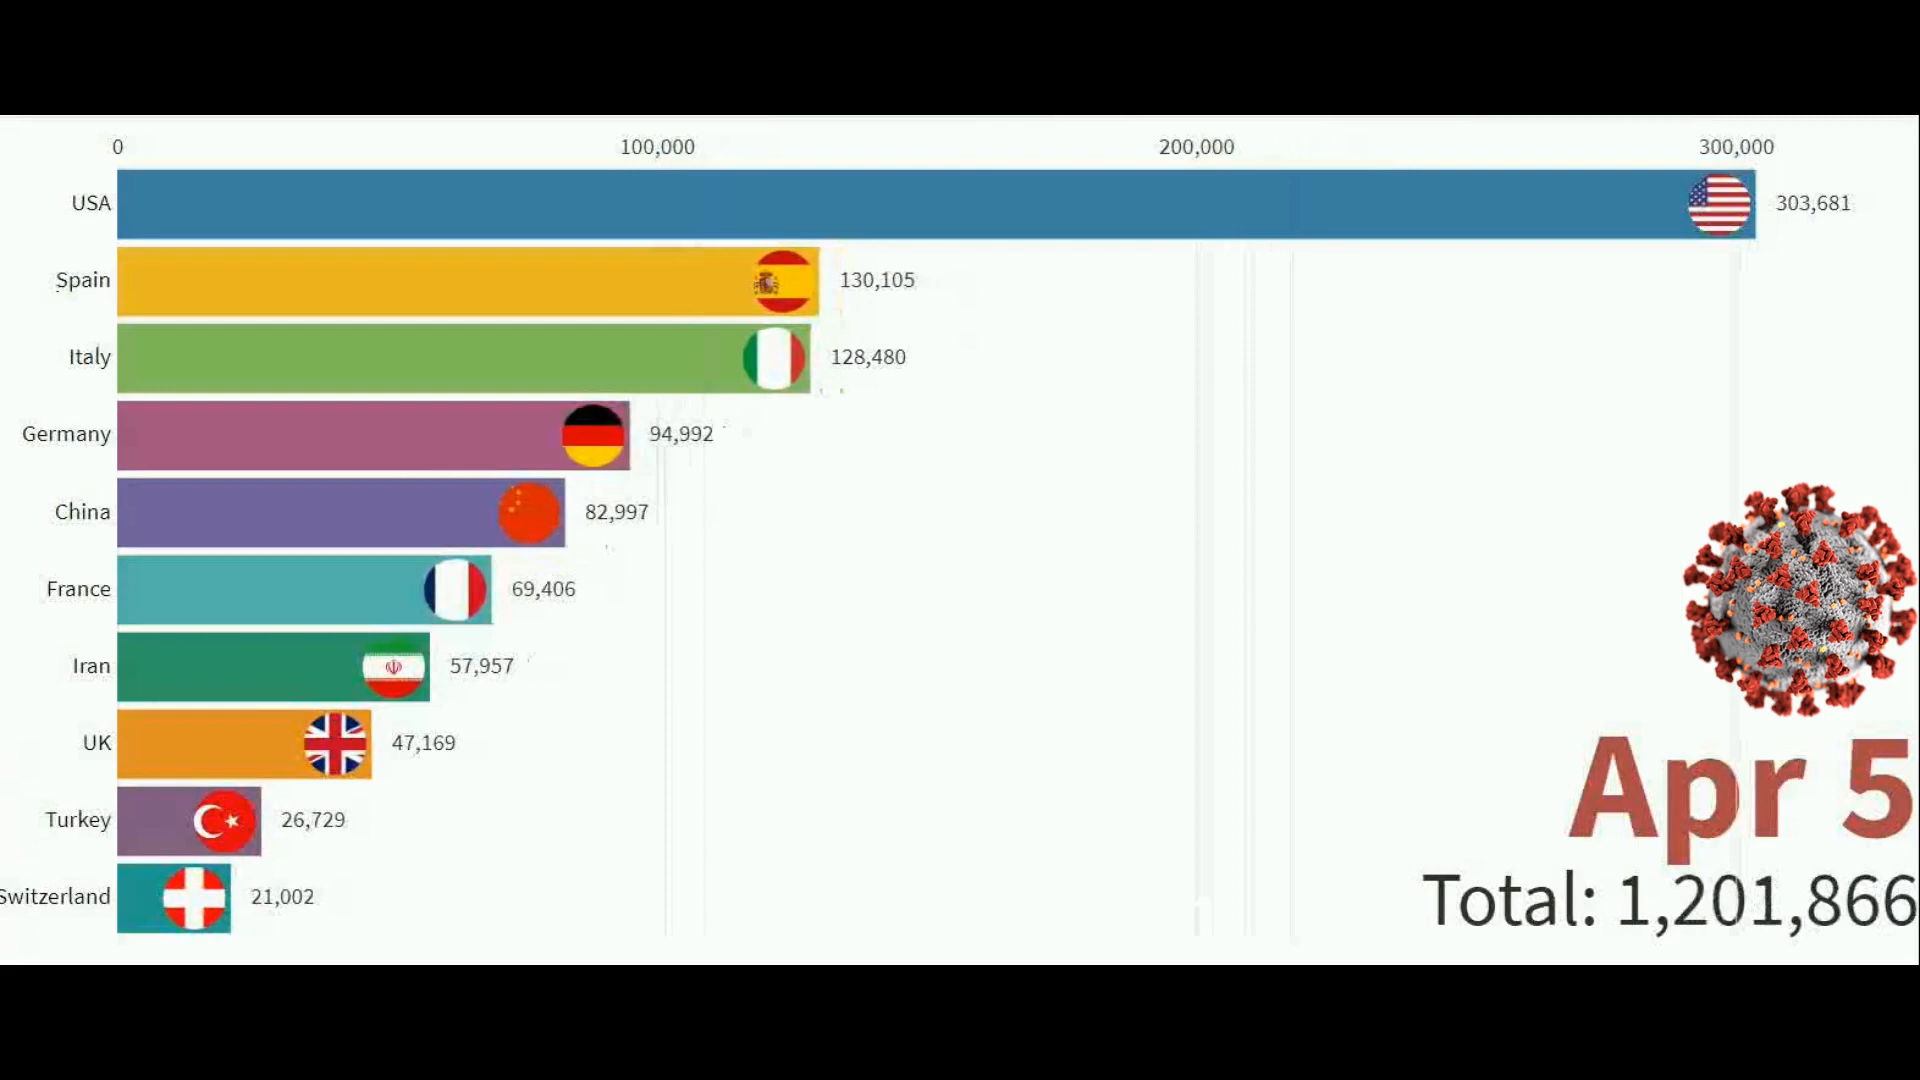 0 100,000 200,000 300,000
USA 303,681
Spain 130,105
Italy 128,480
Germany 94,992
China 82,997
France 69,406
Iran 57,957
UK 47,169
Turkey 26,729
Switzerland 21,002
Apr 5
Total: 1,201,866